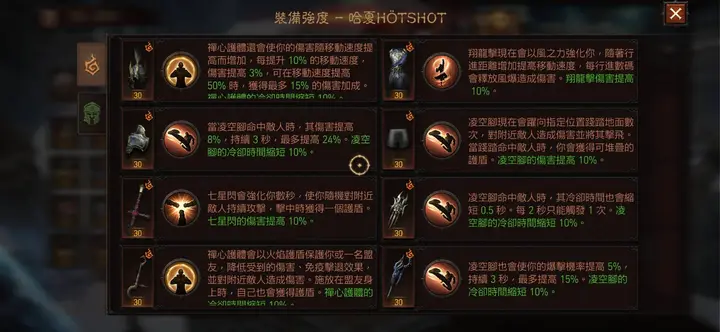 裝備強度 - 哈戛HÖTSHOT
禪心護體還會使你的傷害隨移動速度提
高而增加，每提升 10% 的移動速度，
傷害提高 3%，可在移動速度提高
50% 時，獲得最多 15% 的傷害加成。
禪心護體的冷卻時間縮短 10%。
30
翔龍擊現在會以風之力強化你，隨著行
進距離增加提高移動速度，每行進數碼
會釋放風爆造成傷害。翔龍擊傷害提高
10%。
30
當凌空腳命中敵人時，其傷害提高
8%，持續 3 秒，最多提高 24%。凌空
腳的冷卻時間縮短 10%。
30
凌空腳現在會躍向指定位置踐踏地面數
次，對附近敵人造成傷害並將其擊飛。
當踐踏命中敵人時，你會獲得可堆疊的
護盾。凌空腳的傷害提高 10%。
30
七星閃會強化你數秒，使你隨機對附近
敵人持續攻擊，擊中時獲得一個護盾。
七星閃的傷害提高 10%。
30
凌空腳命中敵人時，其冷卻時間也會縮
短 0.5 秒。每 2 秒只能觸發 1 次。凌
空腳的冷卻時間縮短 10%。
30
禪心護體會以火焰護盾保護你或一名盟
友，降低受到的傷害、免疫擊退效果，
並對附近敵人造成傷害。施放在盟友身
上時，自己也會獲得護盾。禪心護體的
冷卻時間縮短 10%。
30
凌空腳也會使你的爆擊機率提高 5%，
持續 3 秒，最多提高 15%。凌空腳的
冷卻時間縮短 10%。
30